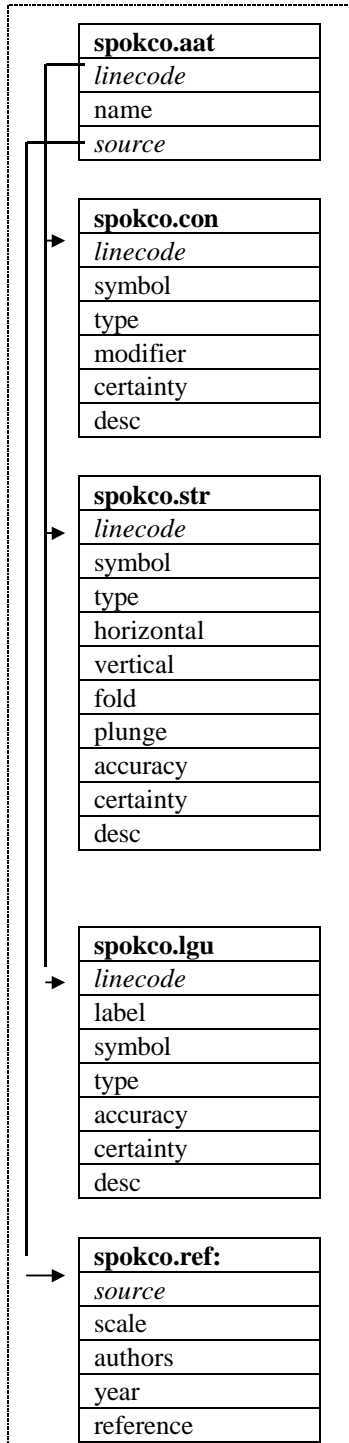 spokco.aat
linecode
name
source
spokco.con
linecode
symbol
type
modifier
certainty
desc
spokco.str
linecode
symbol
type
horizontal
vertical
fold
plunge
accuracy
certainty
desc
spokco.lgu
linecode
label
symbol
type
accuracy
certainty
desc
spokco.ref:
source
scale
authors
year
reference